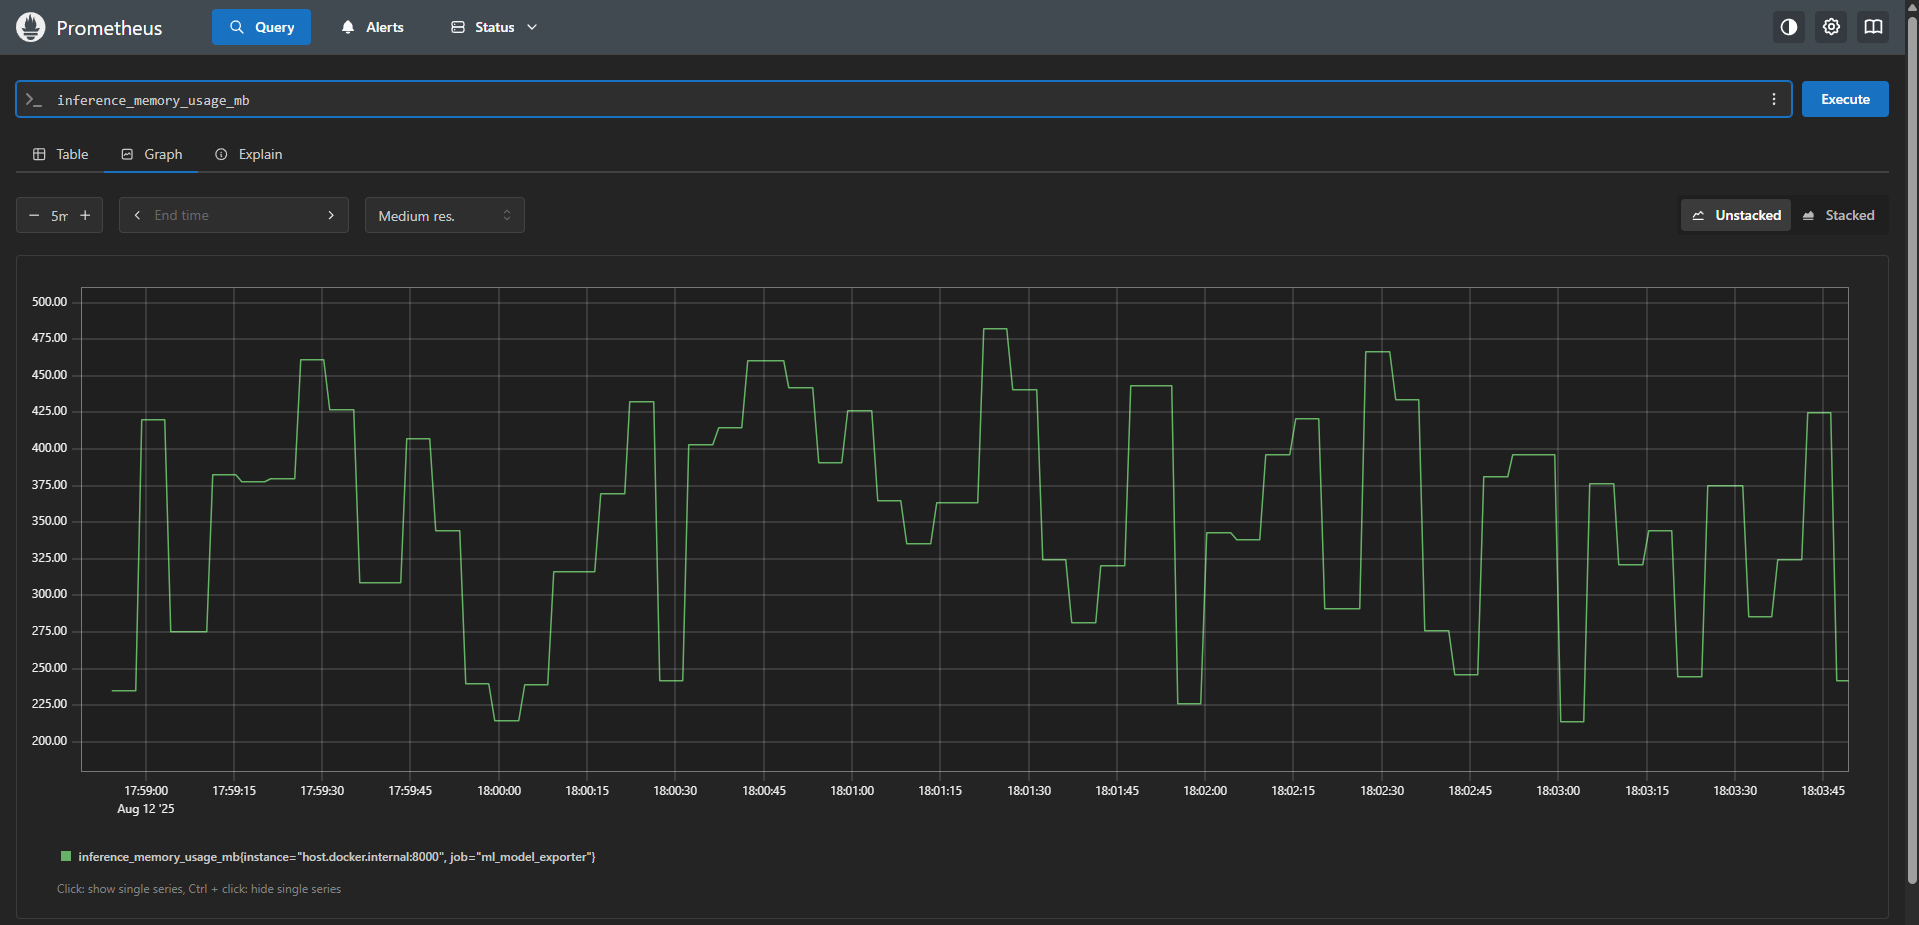 Prometheus Query Alerts Status
>_ inference_memory_usage_mb Execute
Table Graph Explain
5m End time Medium res. Unstacked Stacked
500.00
475.00
450.00
425.00
400.00
375.00
350.00
325.00
300.00
275.00
250.00
225.00
200.00
17:59:00 17:59:15 17:59:30 17:59:45 18:00:00 18:00:15 18:00:30 18:00:45 18:01:00 18:01:15 18:01:30 18:01:45 18:02:00 18:02:15 18:02:30 18:02:45 18:03:00 18:03:15 18:03:30 18:03:45
Aug 12 '25
inference_memory_usage_mb{instance="host.docker.internal:8000", job="ml_model_exporter"}
Click: show single series, Ctrl + click: hide single series